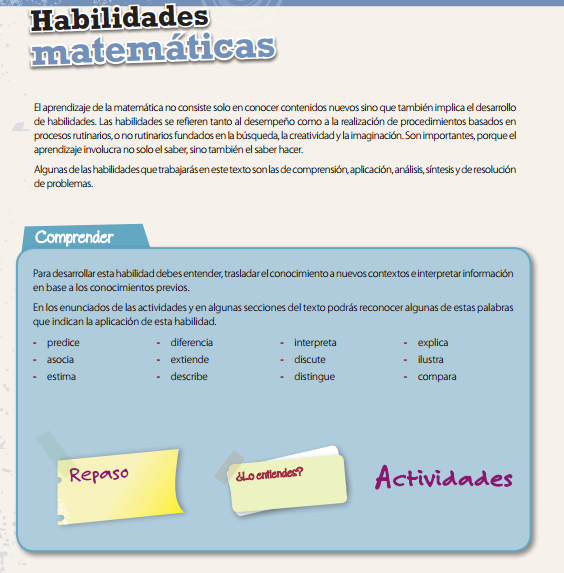 Habilidades
matemáticas
El aprendizaje de la matemática no consiste solo en conocer contenidos nuevos sino que también implica el desarrollo
de habilidades. Las habilidades se refieren tanto al desempeño como a la realización de procedimientos basados en
procesos rutinarios, o no rutinarios fundados en la búsqueda, la creatividad y la imaginación. Son importantes, porque el
aprendizaje involucra no solo el saber, sino también el saber hacer.
Algunas de las habilidades que trabajarás en este texto son las de comprensión, aplicación, análisis, síntesis y de resolución
de problemas.
Comprender
Para desarrollar esta habilidad debes entender, trasladar el conocimiento a nuevos contextos e interpretar información
en base a los conocimientos previos.
En los enunciados de las actividades y en algunas secciones del texto podrás reconocer algunas de estas palabras
que indican la aplicación de esta habilidad.
- predice - diferencia - interpreta - explica
- asocia - extiende - discute - ilustra
- estima - describe - distingue - compara
Repaso ¿Lo entiendes? Actividades